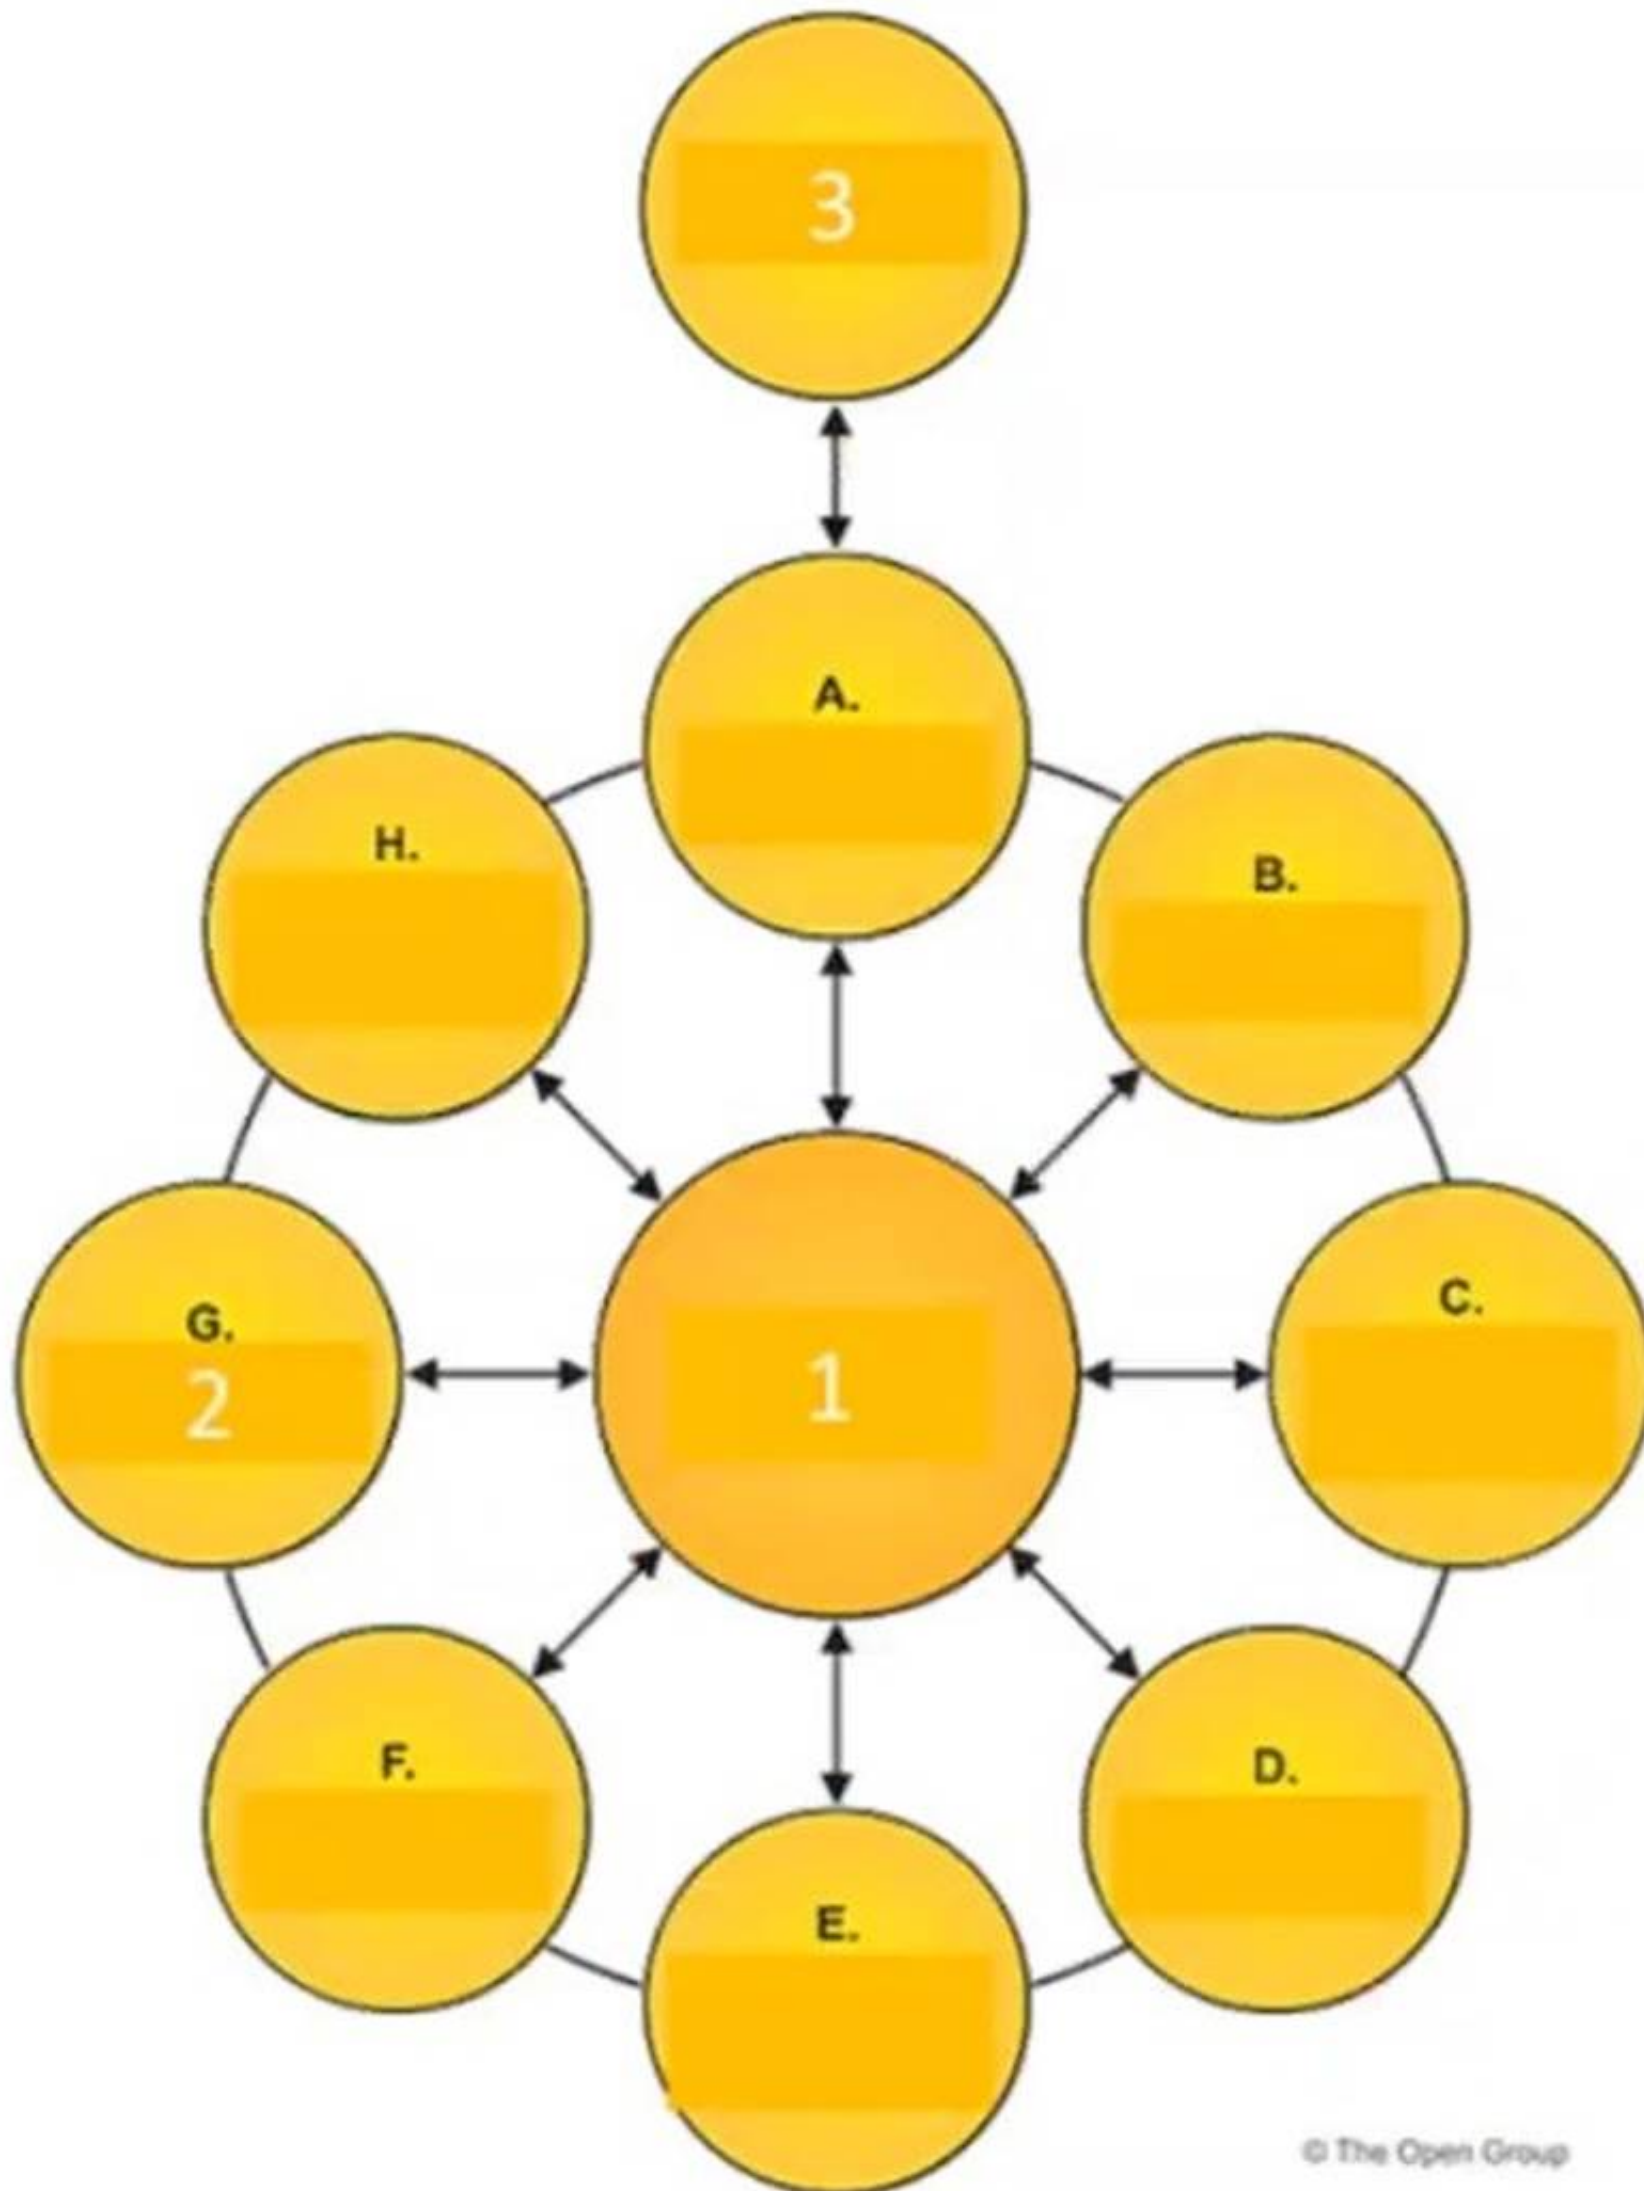 3
A.
H.
B.
G.
2
1
C.
F.
D.
E.
© The Open Group